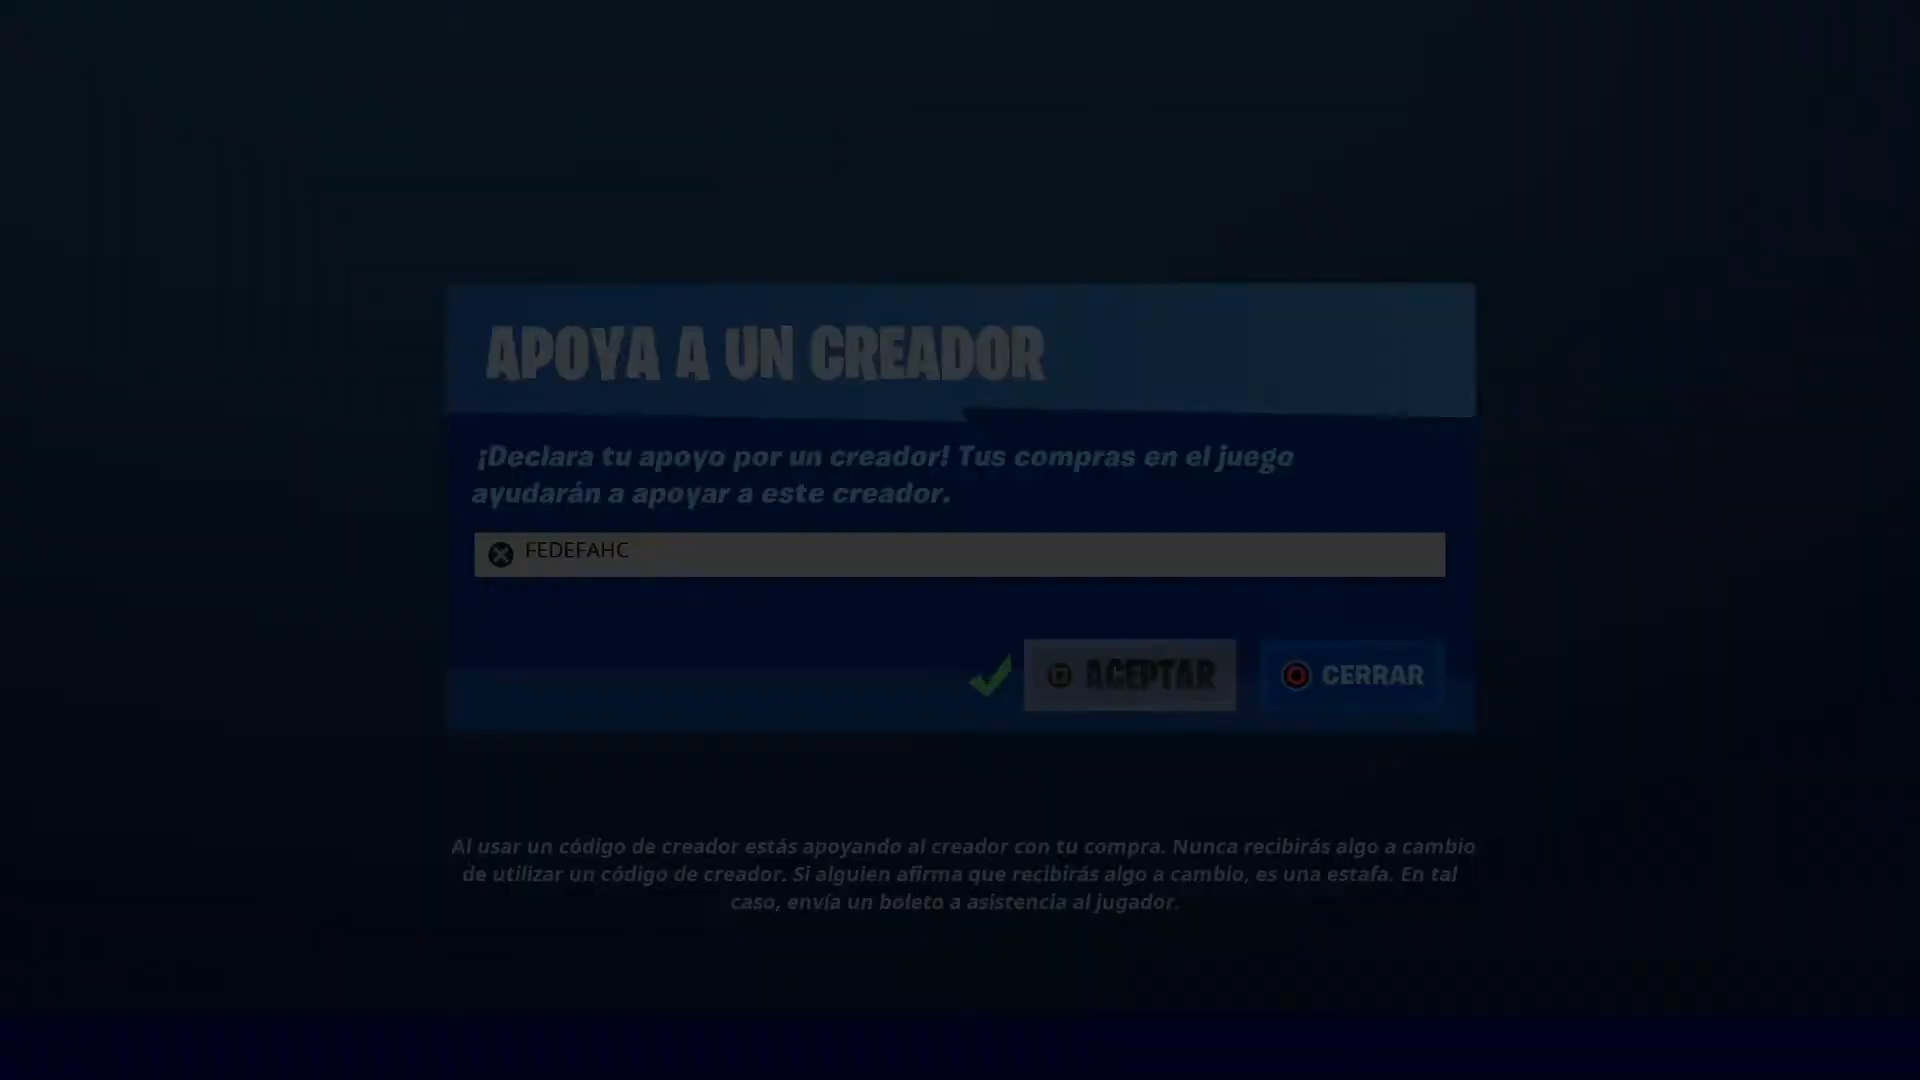 APOYA A UN CREADOR
¡Declara tu apoyo por un creador! Tus compras en el juego
ayudarán a apoyar a este creador.
FEDEFAHC
ACEPTAR
CERRAR
Al usar un código de creador estás apoyando al creador con tu compra. Nunca recibirás algo a cambio
de utilizar un código de creador. Si alguien afirma que recibirás algo a cambio, es una estafa. En tal
caso, envía un boleto a asistencia al jugador.